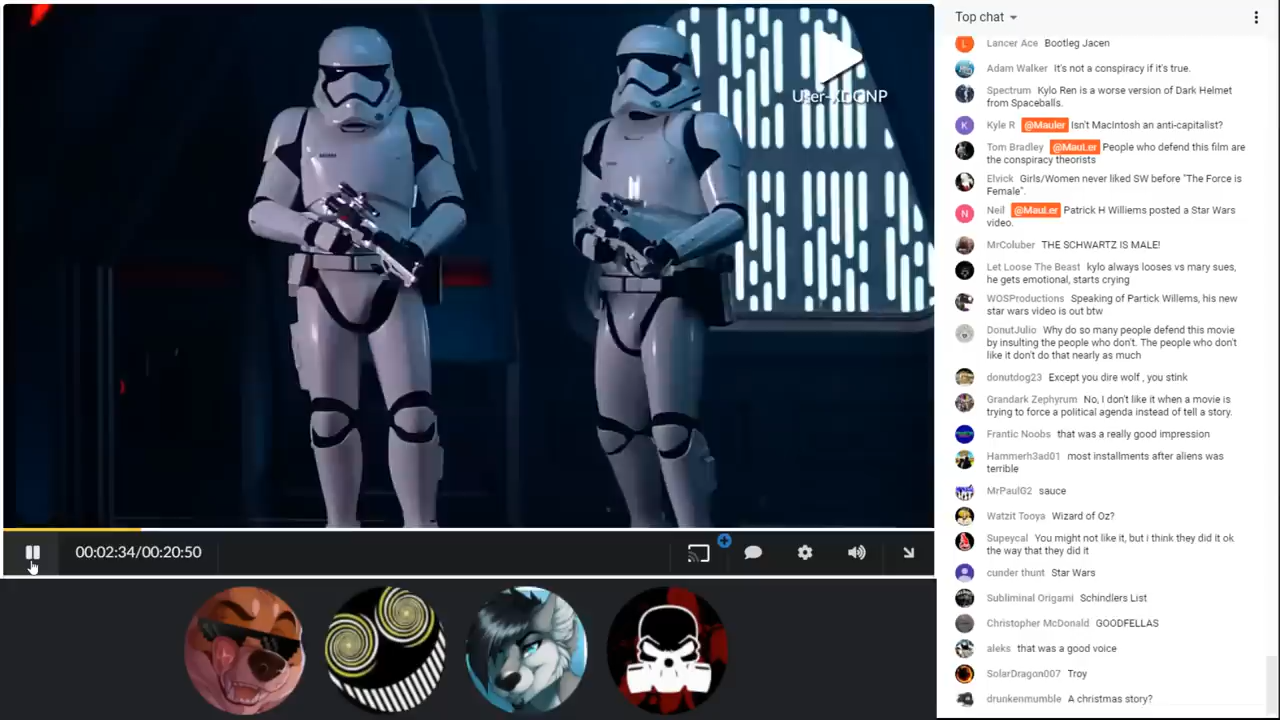 User-XDONP
00:02:34/00:20:50
Top chat
Lancer Ace Bootleg Jacen
Adam Walker It's not a conspiracy if it's true.
Spectrum Kylo Ren is a worse version of Dark Helmet
from Spaceballs.
Kyle R @Mauler Isn't MacIntosh an anti-capitalist?
Tom Bradley @MauLer People who defend this film are
the conspiracy theorists
Elvick Girls/Women never liked SW before "The Force is
Female".
Neil @MauLer Patrick H Williems posted a Star Wars
video.
MrColuber THE SCHWARTZ IS MALE!
Let Loose The Beast kylo always looses vs mary sues,
he gets emotional, starts crying
WOSProductions Speaking of Partick Willems, his new
star wars video is out btw
DonutJulio Why do so many people defend this movie
by insulting the people who don't. The people who don't
like it don't do that nearly as much
donutdog23 Except you dire wolf , you stink
Grandark Zephyrum No, I don't like it when a movie is
trying to force a political agenda instead of tell a story.
Frantic Noobs that was a really good impression
Hammerh3ad01 most installments after aliens was
terrible
MrPaulG2 sauce
Watzit Tooya Wizard of Oz?
Supeycal You might not like it, but i think they did it ok
the way that they did it
cunder thunt Star Wars
Subliminal Origami Schindlers List
Christopher McDonald GOODFELLAS
aleks that was a good voice
SolarDragon007 Troy
drunkenmumble A christmas story?